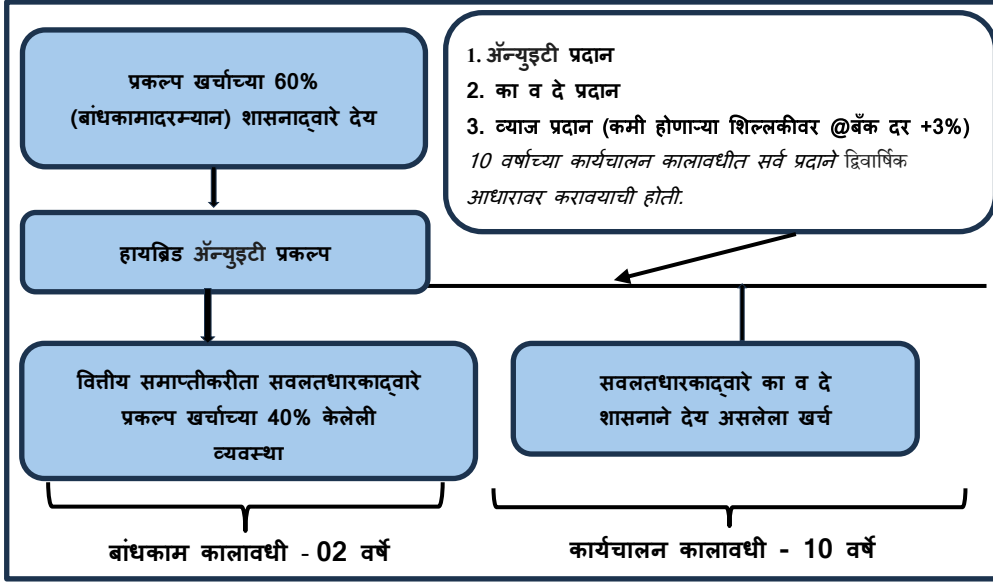 प्रकल्प खर्चाच्या 60%
(बांधकामादरम्यान) शासनाद्वारे देय
1. ॲन्युइटी प्रदान
2. का व दे प्रदान
3. व्याज प्रदान (कमी होणाऱ्या शिल्लकीवर @बँक दर +3%)
10 वर्षाच्या कार्यचालन कालावधीत सर्व प्रदाने द्विवार्षिक
आधारावर करावयाची होती.
हायब्रिड ॲन्युइटी प्रकल्प
वित्तीय समाप्तीकरीता सवलतधारकाद्वारे
प्रकल्प खर्चाच्या 40% केलेली
व्यवस्था
सवलतधारकाद्वारे का व दे
शासनाने देय असलेला खर्च
बांधकाम कालावधी - 02 वर्षे
कार्यचालन कालावधी - 10 वर्षे